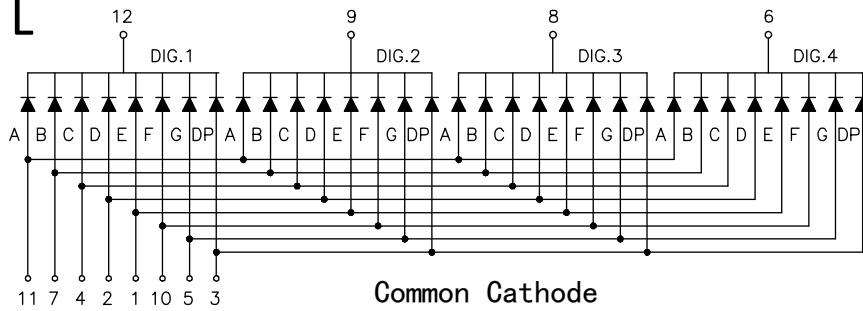 L
12 9 8 6
DIG.1 DIG.2 DIG.3 DIG.4
A B C D E F G DP A B C D E F G DP A B C D E F G DP A B C D E F G DP
11 7 4 2 1 10 5 3
Common Cathode